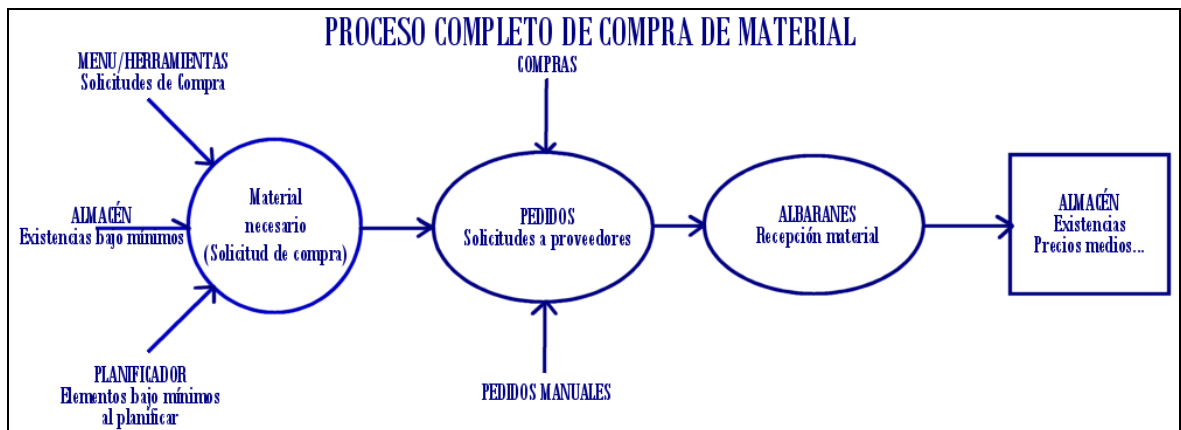 PROCESO COMPLETO DE COMPRA DE MATERIAL
MENU/HERRAMIENTAS
Solicitudes de Compra
COMPRAS
ALMACÉN
Existencias bajo mínimos
Material
necesario
(Solicitud de compra)
PEDIDOS
Solicitudes a proveedores
ALBARANES
Recepción material
ALMACÉN
Existencias
Precios medios...
PLANIFICADOR
Elementos bajo mínimos
al planificar
PEDIDOS MANUALES